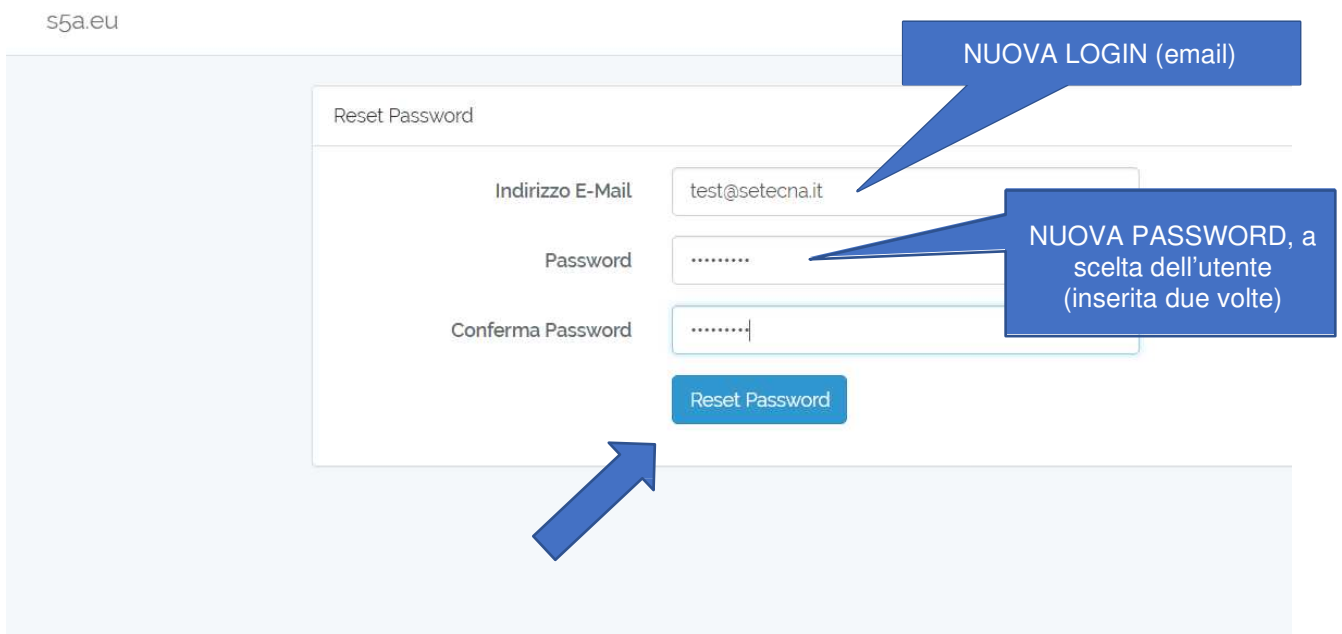 s5a.eu
NUOVA LOGIN (email)
Reset Password
Indirizzo E-Mail
test@setecna.it
NUOVA PASSWORD, a
scelta dell’utente
(inserita due volte)
Password
•••••••••
Conferma Password
•••••••••
Reset Password